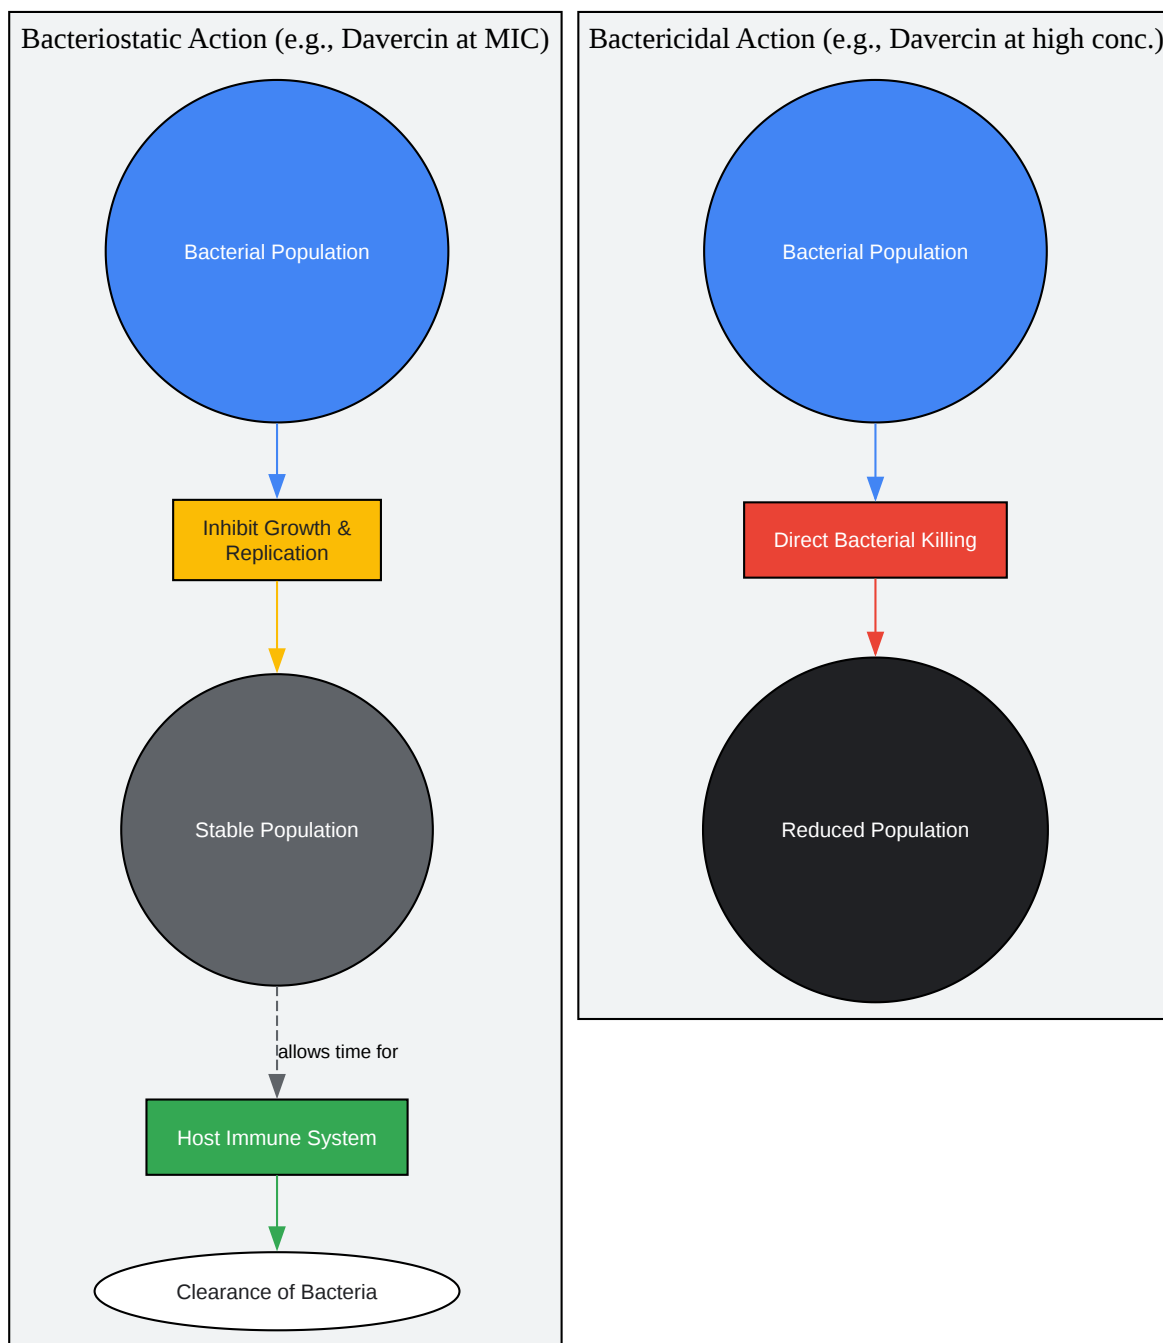 Bacteriostatic Action (e.g., Davercin at MIC)
Bacterial Population
Inhibit Growth &
Replication
Stable Population
allows time for
Host Immune System
Clearance of Bacteria
Bactericidal Action (e.g., Davercin at high conc.)
Bacterial Population
Direct Bacterial Killing
Reduced Population